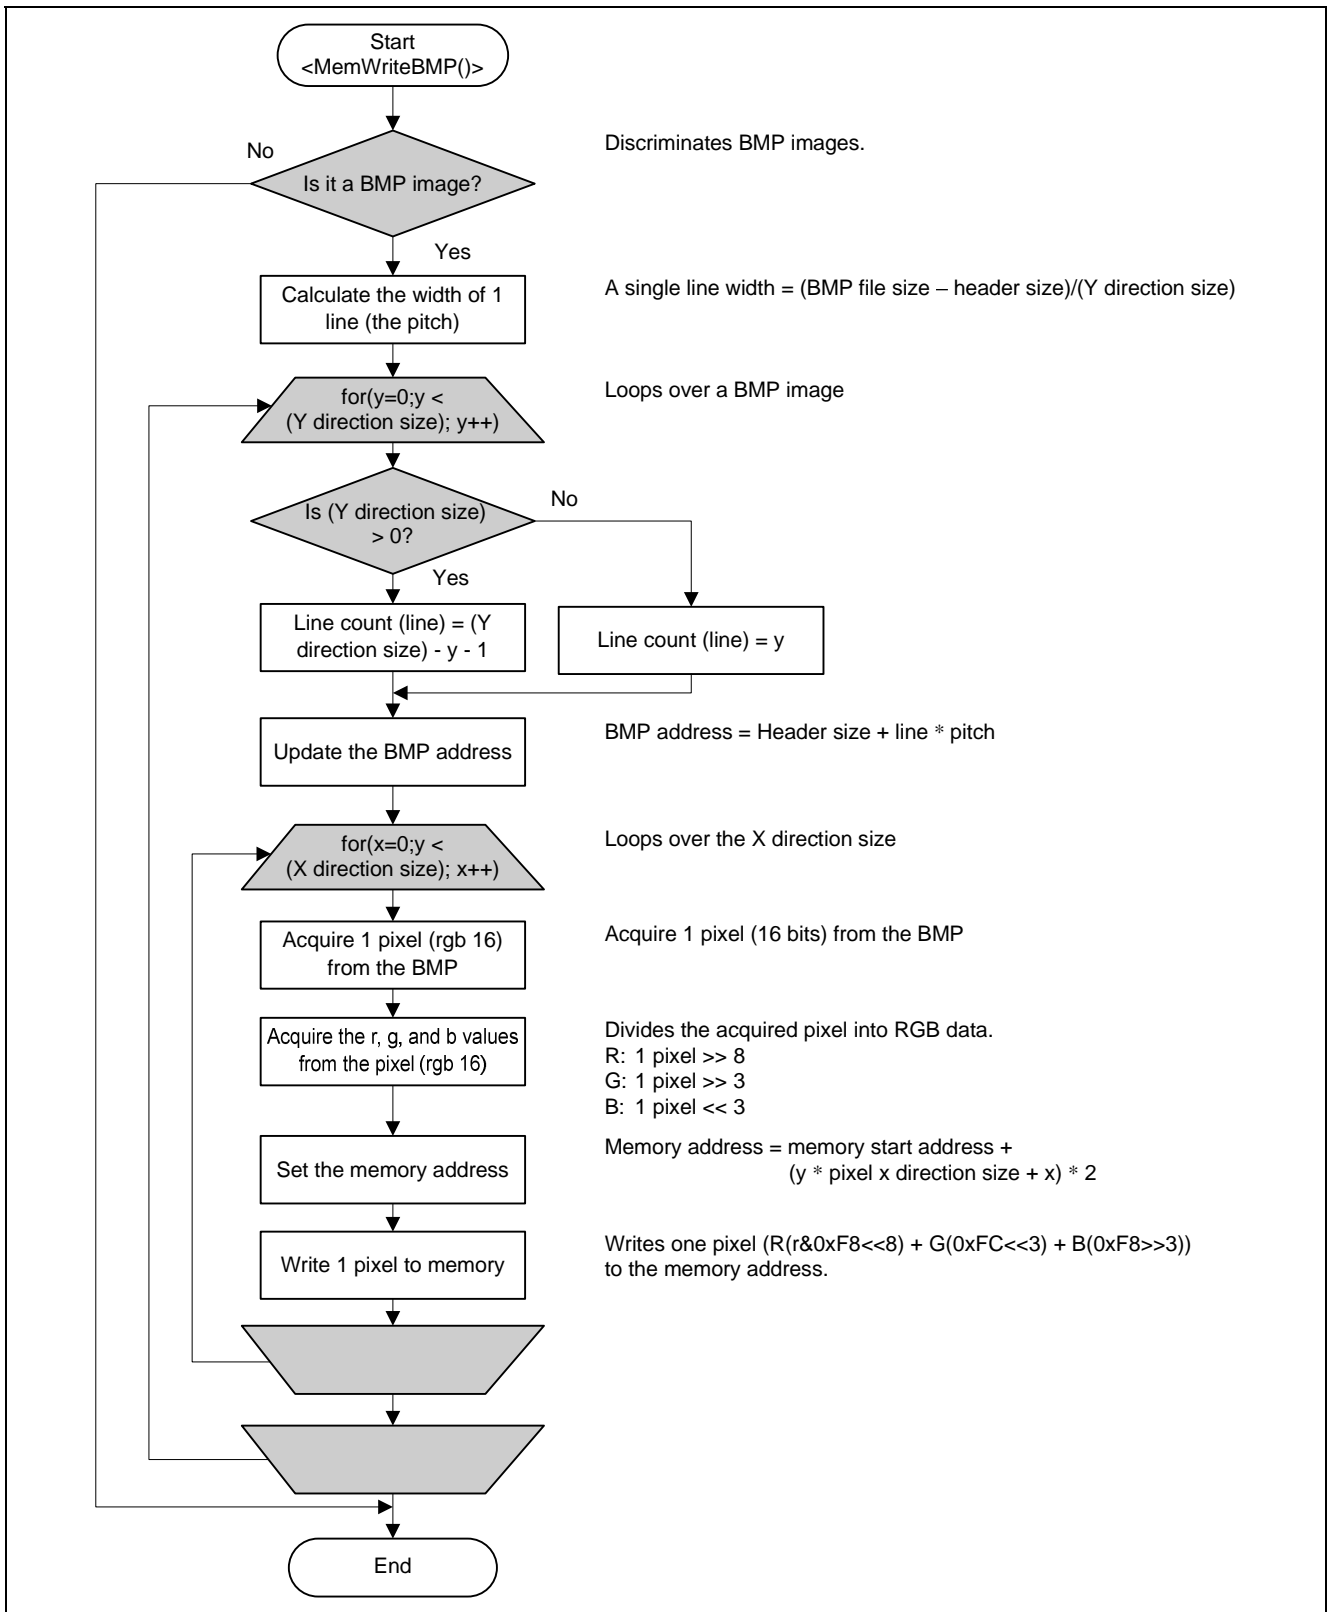 Start
<MemWriteBMP()>
No
Discriminates BMP images.
Is it a BMP image?
Yes
Calculate the width of 1
line (the pitch)
A single line width = (BMP file size – header size)/(Y direction size)
for(y=0;y <
(Y direction size); y++)
Loops over a BMP image
Is (Y direction size)
> 0?
No
Yes
Line count (line) = (Y
direction size) - y - 1
Line count (line) = y
Update the BMP address
BMP address = Header size + line * pitch
for(x=0;y <
(X direction size); x++)
Loops over the X direction size
Acquire 1 pixel (rgb 16)
from the BMP
Acquire 1 pixel (16 bits) from the BMP
Acquire the r, g, and b values
from the pixel (rgb 16)
Divides the acquired pixel into RGB data.
R: 1 pixel >> 8
G: 1 pixel >> 3
B: 1 pixel << 3
Set the memory address
Memory address = memory start address +
(y * pixel x direction size + x) * 2
Write 1 pixel to memory
Writes one pixel (R(r&0xF8<<8) + G(0xFC<<3) + B(0xF8>>3))
to the memory address.
End